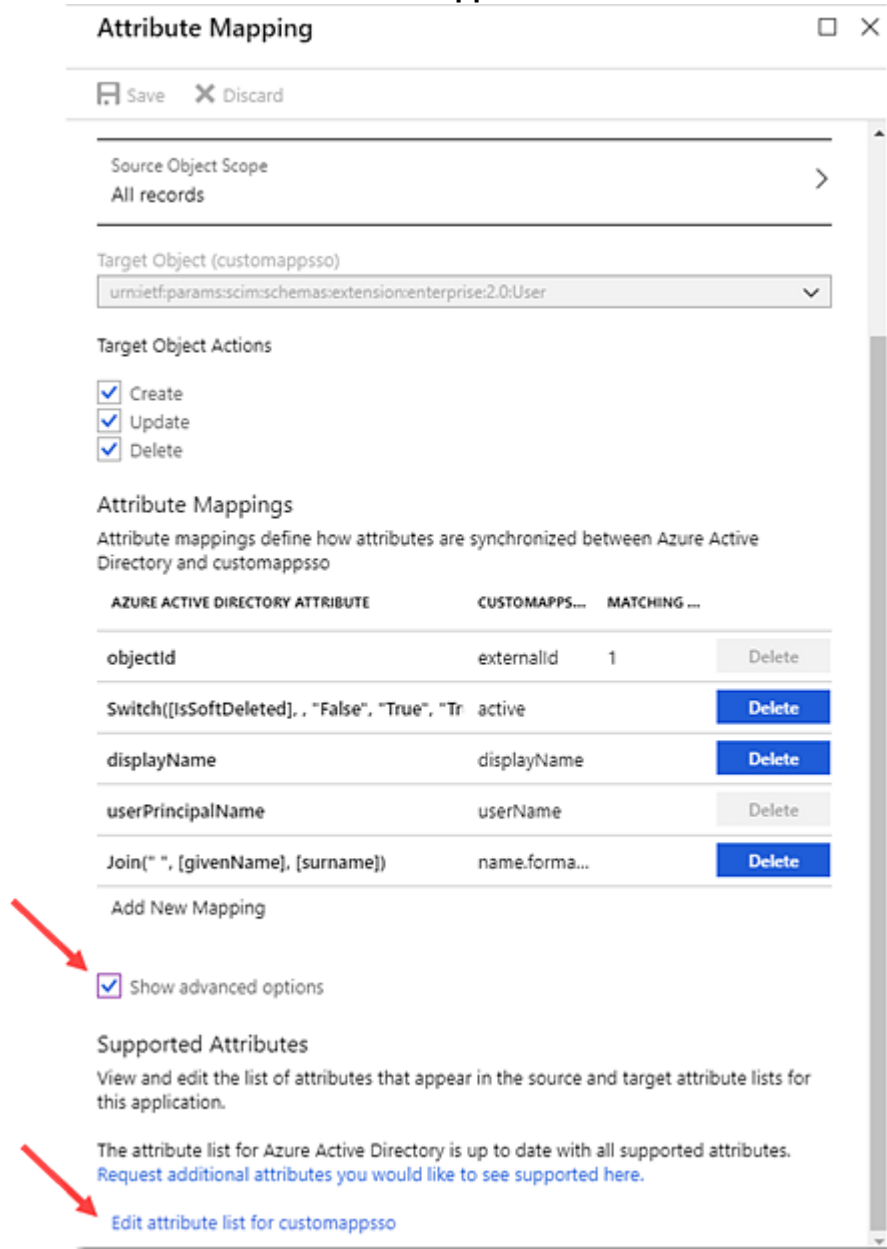 Attribute Mapping
Save Discard
Source Object Scope
All records
Target Object (customappsso)
urn:ietf:params:scim:schemas:extension:enterprise:2.0:User
Target Object Actions
Create
Update
Delete
Attribute Mappings
Attribute mappings define how attributes are synchronized between Azure Active
Directory and customappsso
AZURE ACTIVE DIRECTORY ATTRIBUTE CUSTOMAPPS... MATCHING ...
objectId externalId 1 Delete
Switch([IsSoftDeleted], , "False", "True", "Tr active Delete
displayName displayName Delete
userPrincipalName userName Delete
Join(" ", [givenName], [surname]) name.forma... Delete
Add New Mapping
Show advanced options
Supported Attributes
View and edit the list of attributes that appear in the source and target attribute lists for
this application.
The attribute list for Azure Active Directory is up to date with all supported attributes.
Request additional attributes you would like to see supported here.
Edit attribute list for customappsso